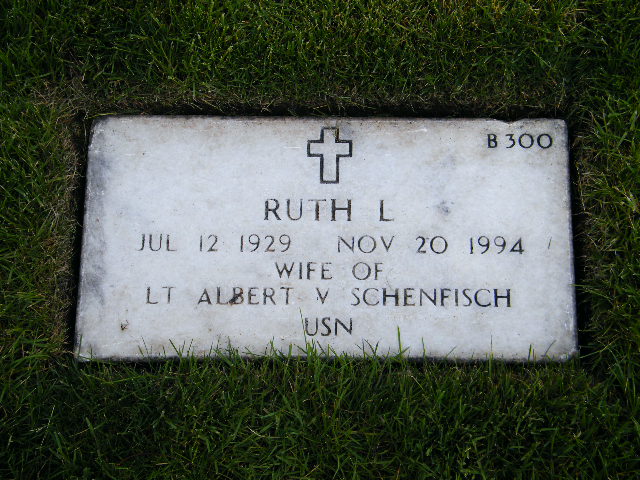 B 300
RUTH L
JUL 12 1929 NOV 20 1994
WIFE OF
LT ALBERT V SCHENFISCH
USN